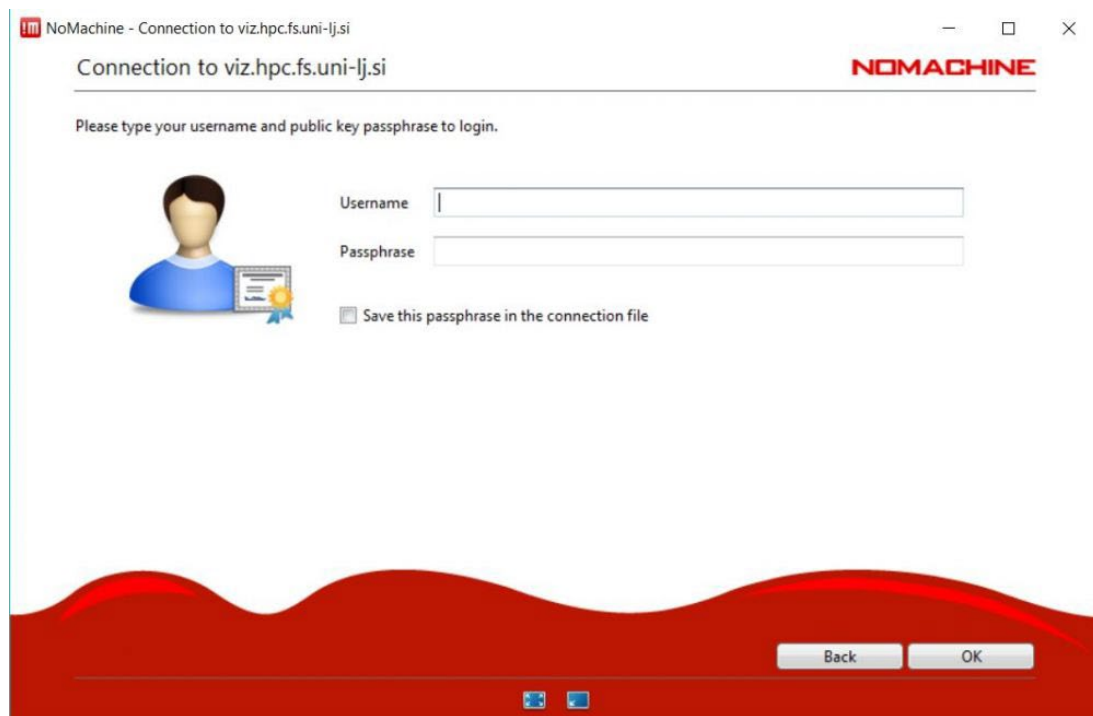 !m NoMachine - Connection to viz.hpc.fs.uni-lj.si
Connection to viz.hpc.fs.uni-lj.si NOMACHINE
Please type your username and public key passphrase to login.
Username
Passphrase
Save this passphrase in the connection file
Back OK